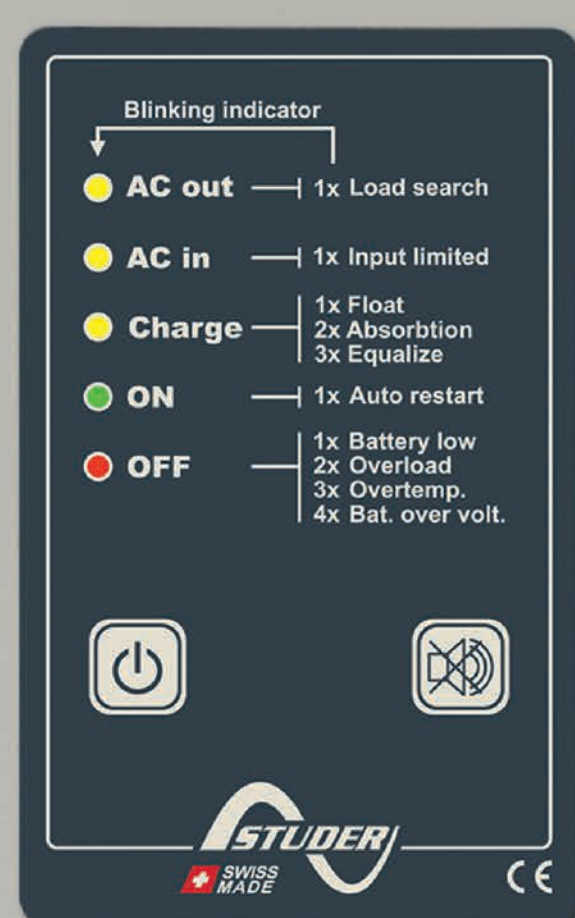 Blinking indicator
AC out 1x Load search
AC in 1x Input limited
Charge 1x Float
2x Absorbtion
3x Equalize
ON 1x Auto restart
OFF 1x Battery low
2x Overload
3x Overtemp.
4x Bat. over volt.
STUDER
SWISS
MADE
CE